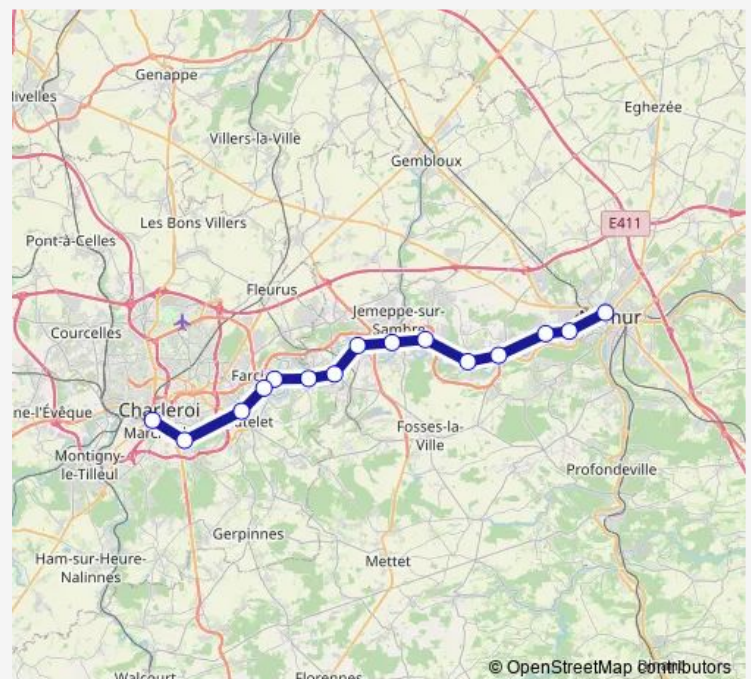 Genappe
Eghezée
Villers-la-Ville
Gembloux
Les Bons Villers
E411
Pont-à-Celles
Fleurus
Jemeppe-sur-
Sambre
Courcelles
Charleroi
Montigny-
le-Tilleul
Fosses-la-
Ville
Profondeville
Gerpinnes
Ham-sur-Heure-
Nalinnes
Mettet
© OpenStreetMap contributors